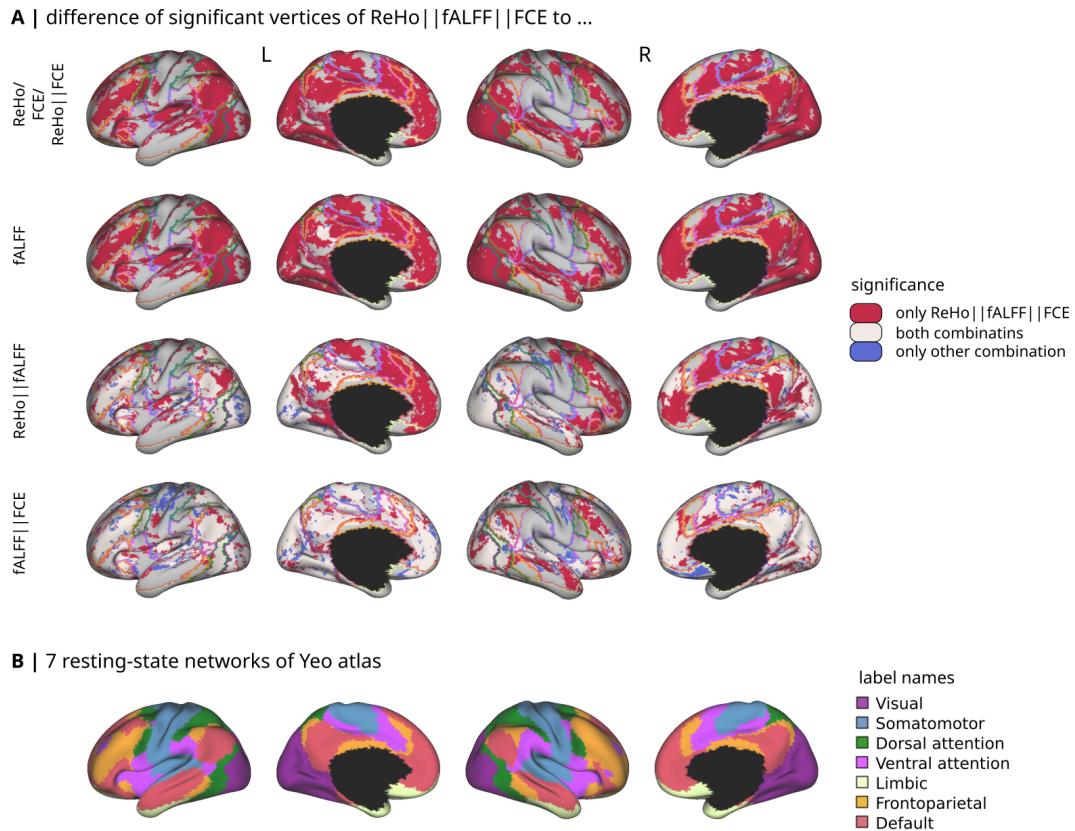 A | difference of significant vertices of ReHo||fALFF||FCE to ...
L
R
ReHo/
FCE/
ReHo||FCE
fALFF
ReHo||fALFF
fALFF||FCE
significance
only ReHo||fALFF||FCE
both combinatins
only other combination
B | 7 resting-state networks of Yeo atlas
label names
Visual
Somatomotor
Dorsal attention
Ventral attention
Limbic
Frontoparietal
Default